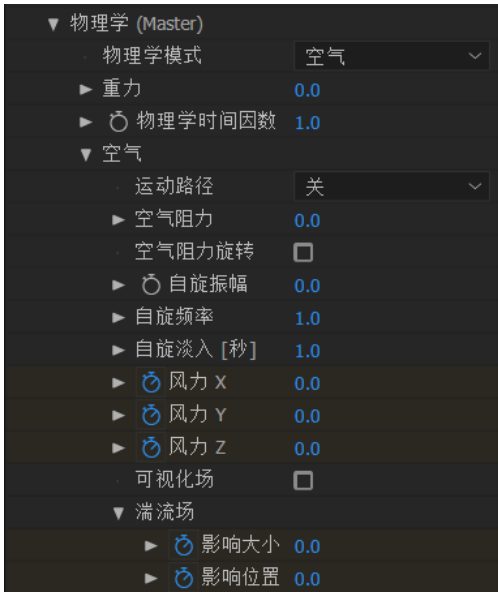 物理学 (Master)
物理学模式 空气
重力 0.0
物理学时间因数 1.0
空气
运动路径 关
空气阻力 0.0
空气阻力旋转
自旋振幅 0.0
自旋频率 1.0
自旋淡入 [秒] 1.0
风力 X 0.0
风力 Y 0.0
风力 Z 0.0
可视化场
湍流场
影响大小 0.0
影响位置 0.0